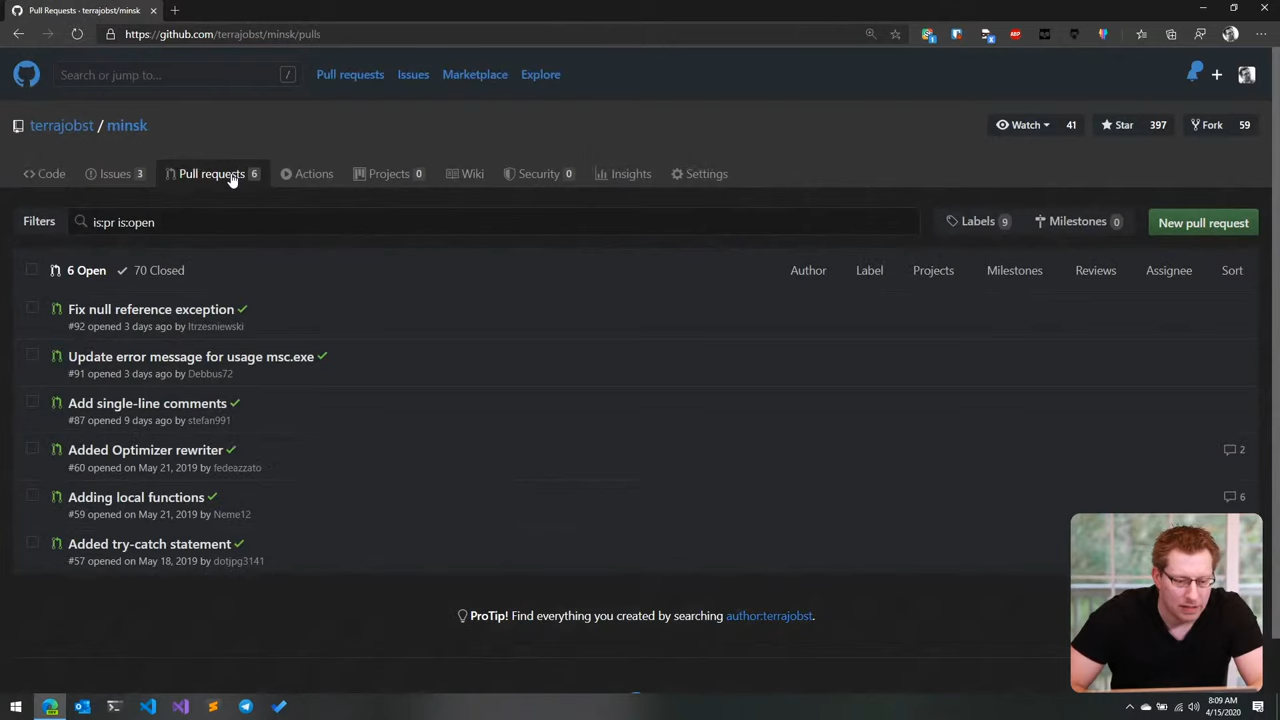 Pull Requests · terrajobst/minsk
https://github.com/terrajobst/minsk/pulls
Search or jump to... /
Pull requests Issues Marketplace Explore
terrajobst / minsk
Watch 41 Star 397 Fork 59
Code Issues 3 Pull requests 6 Actions Projects 0 Wiki Security 0 Insights Settings
Filters is:pr is:open Labels 9 Milestones 0 New pull request
6 Open 70 Closed Author Label Projects Milestones Reviews Assignee Sort
Fix null reference exception
#92 opened 3 days ago by ltrzesniewski
Update error message for usage msc.exe
#91 opened 3 days ago by Debbus72
Add single-line comments
#87 opened 9 days ago by stefan991
Added Optimizer rewriter 2
#60 opened on May 21, 2019 by fedeazzato
Adding local functions 6
#59 opened on May 21, 2019 by Neme12
Added try-catch statement
#57 opened on May 18, 2019 by dotjpg3141
ProTip! Find everything you created by searching author:terrajobst.
8:09 AM
4/15/2020